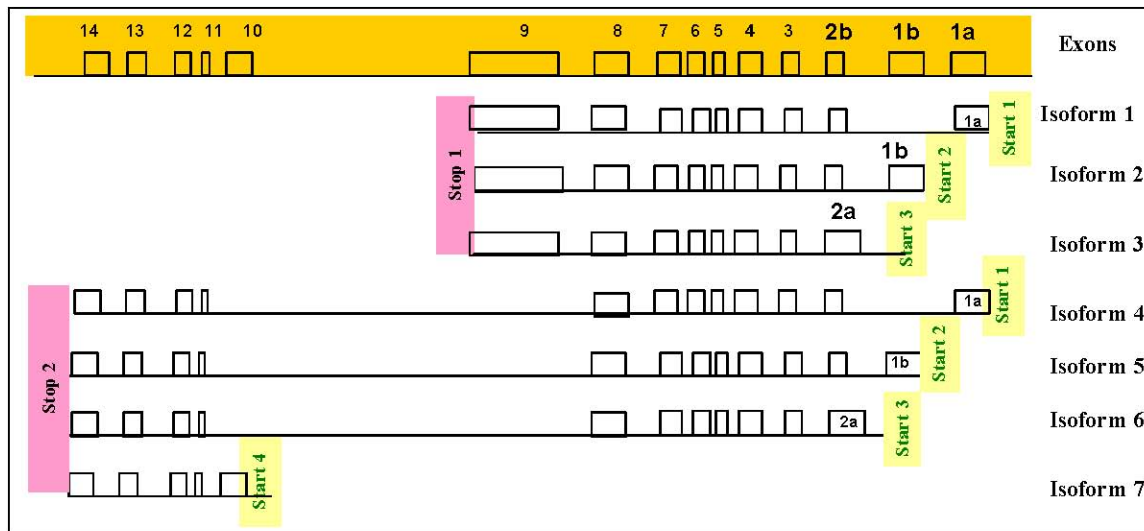 14 13 12 11 10 9 8 7 6 5 4 3 2b 1b 1a Exons
1a Start 1 Isoform 1
Stop 1
1b Start 2 Isoform 2
2a Start 3 Isoform 3
1a Start 1 Isoform 4
Stop 2
1b Start 2 Isoform 5
2a Start 3 Isoform 6
Start 4 Isoform 7